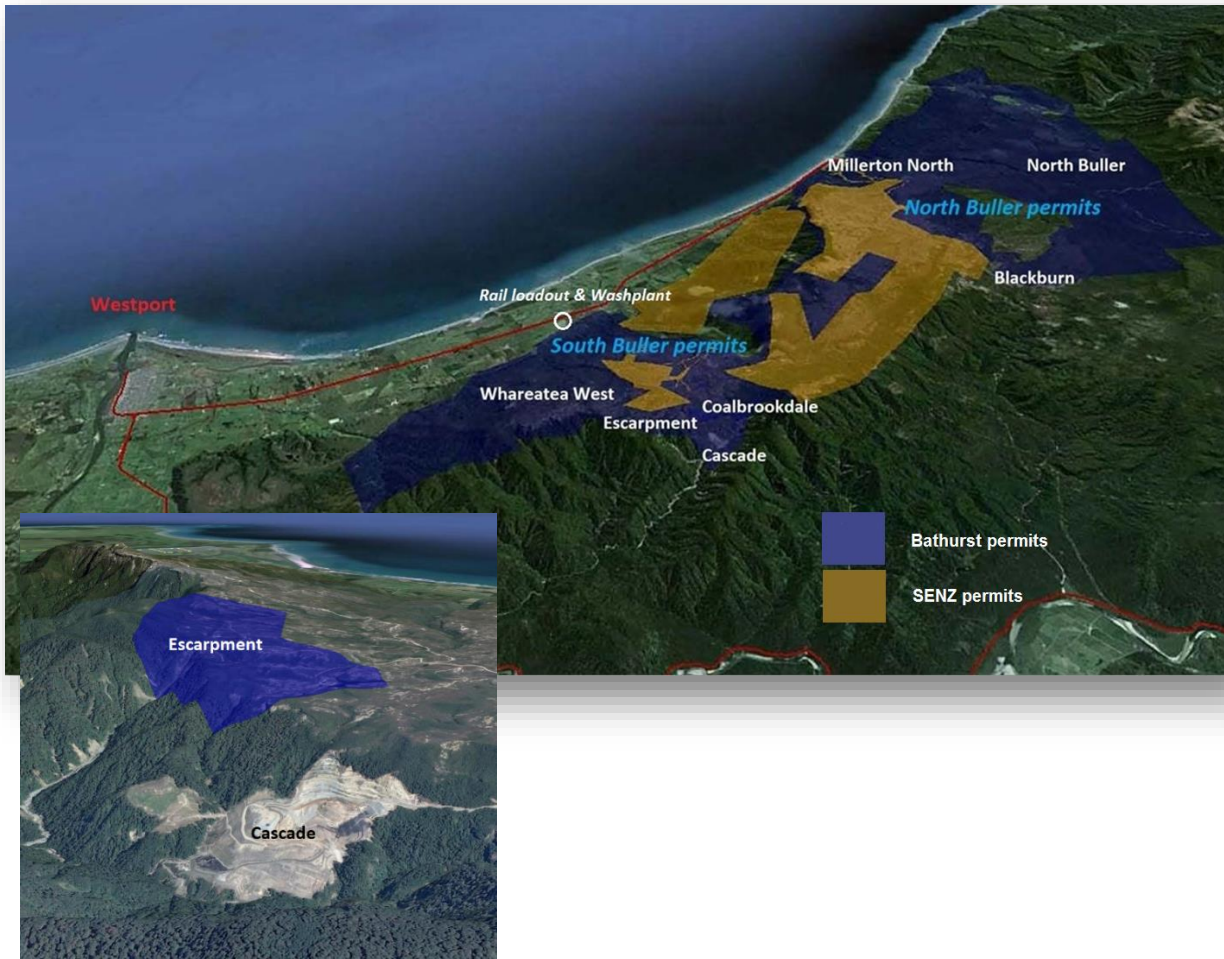 Millerton North
North Buller
North Buller permits
Blackburn
Westport
Rail loadout & Washplant
South Buller permits
Whareatea West
Coalbrookdale
Escarpment
Cascade
Bathurst permits
SENZ permits
Escarpment
Cascade